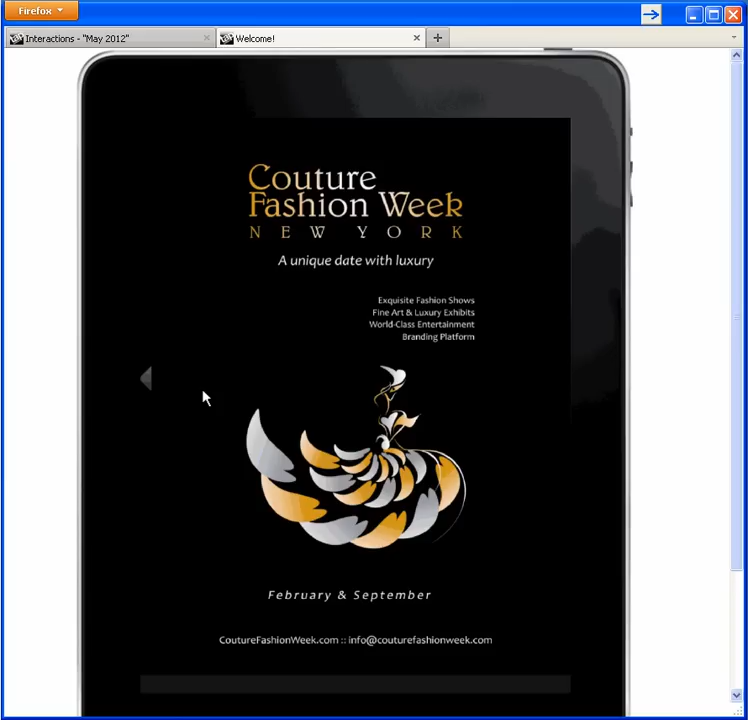 Firefox
Interactions - "May 2012"
Welcome!
Couture
Fashion Week
NEW YORK
A unique date with luxury
Exquisite Fashion Shows
Fine Art & Luxury Exhibits
World-Class Entertainment
Branding Platform
February & September
CoutureFashionWeek.com :: info@couturefashionweek.com